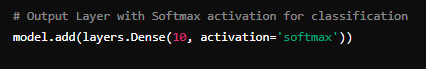 # Output Layer with Softmax activation for classification
model.add(layers.Dense(10, activation='softmax'))